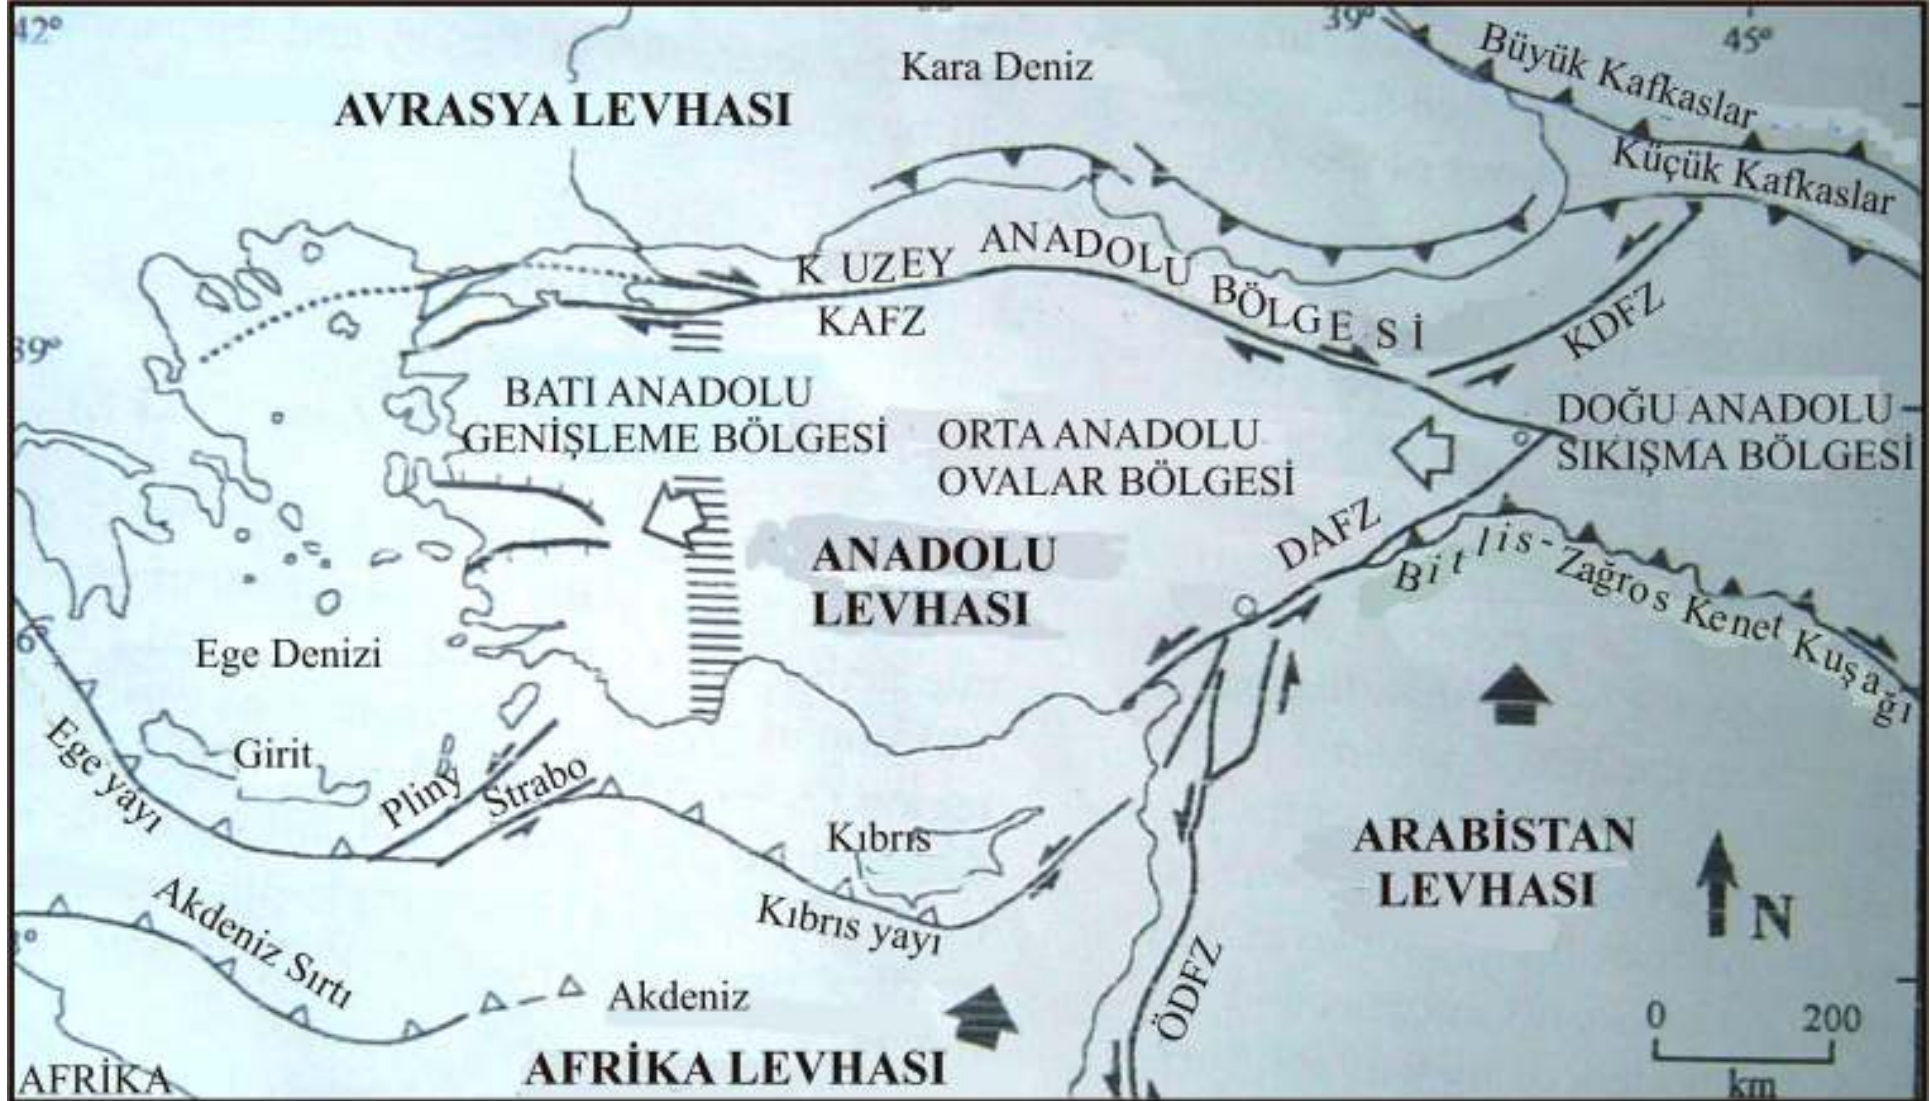 42°
39°
45°
Kara Deniz
Büyük Kafkaslar
AVRASYA LEVHASI
Küçük Kafkaslar
KUZEY ANADOLU BÖLGESİ
KAFZ
KDFZ
39°
BATI ANADOLU
GENİŞLEME BÖLGESİ
ORTA ANADOLU
OVALAR BÖLGESİ
DOĞU ANADOLU
SIKIŞMA BÖLGESİ
DAFZ
ANADOLU
LEVHASI
Bitlis-Zağros Kenet Kuşağı
6°
Ege Denizi
Ege yayı
Girit
Pliny
Strabo
Kıbrıs
Kıbrıs yayı
ARABİSTAN
LEVHASI
N
Akdeniz Sırtı
ÖDFZ
Akdeniz
AFRİKA LEVHASI
AFRİKA
0 200
km